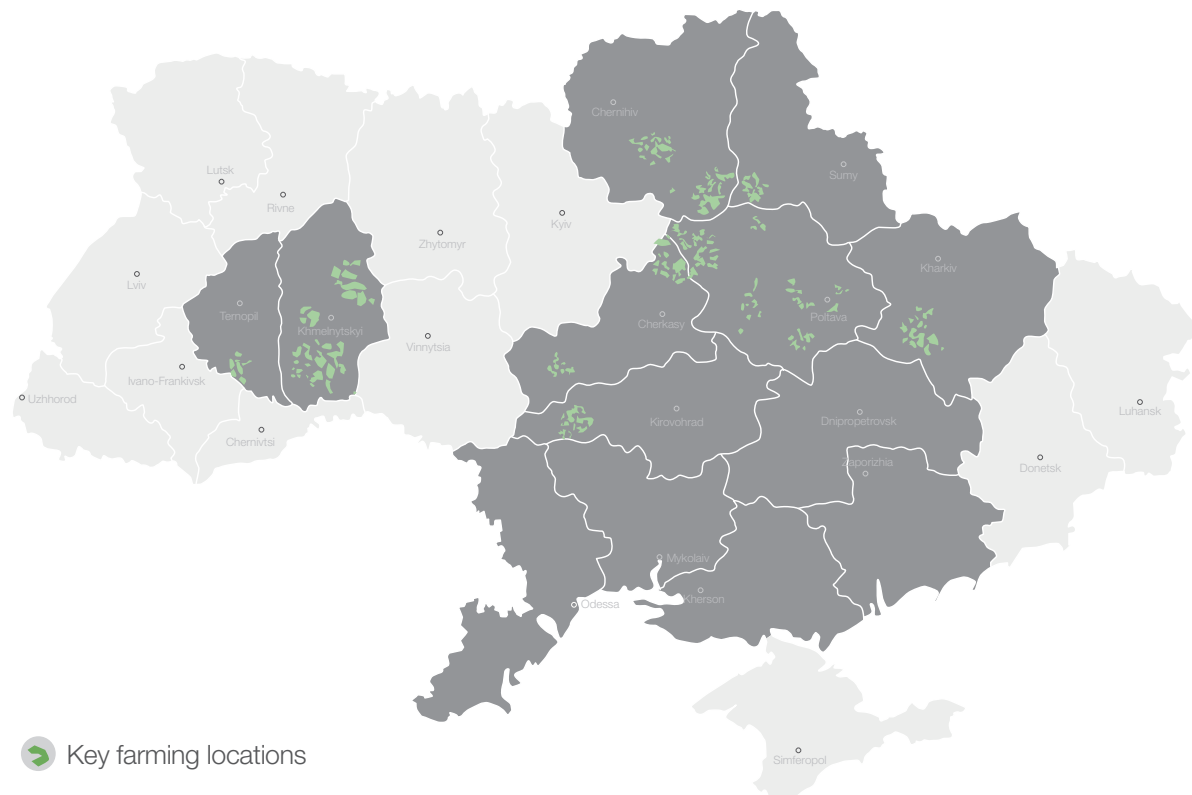 Chernihiv
Sumy
Lutsk
Rivne
Kyiv
Zhytomyr
Kharkiv
Lviv
Ternopil
Khmelnytskyi
Cherkasy
Poltava
Vinnytsia
Ivano-Frankivsk
Uzhhorod
Chernivtsi
Kirovohrad
Dnipropetrovsk
Luhansk
Zaporizhia
Donetsk
Mykolaiv
Kherson
Odessa
Simferopol
Key farming locations